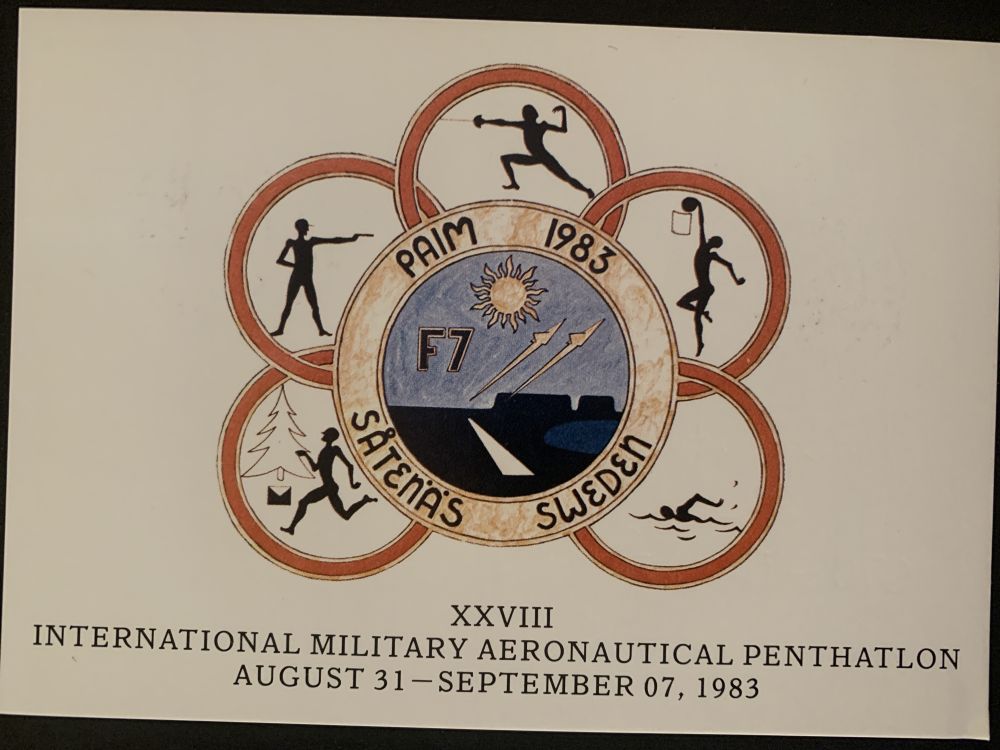 PAIM 1983
F7
SÅTENÄS SWEDEN
XXVIII
INTERNATIONAL MILITARY AERONAUTICAL PENTHATLON
AUGUST 31—SEPTEMBER 07, 1983